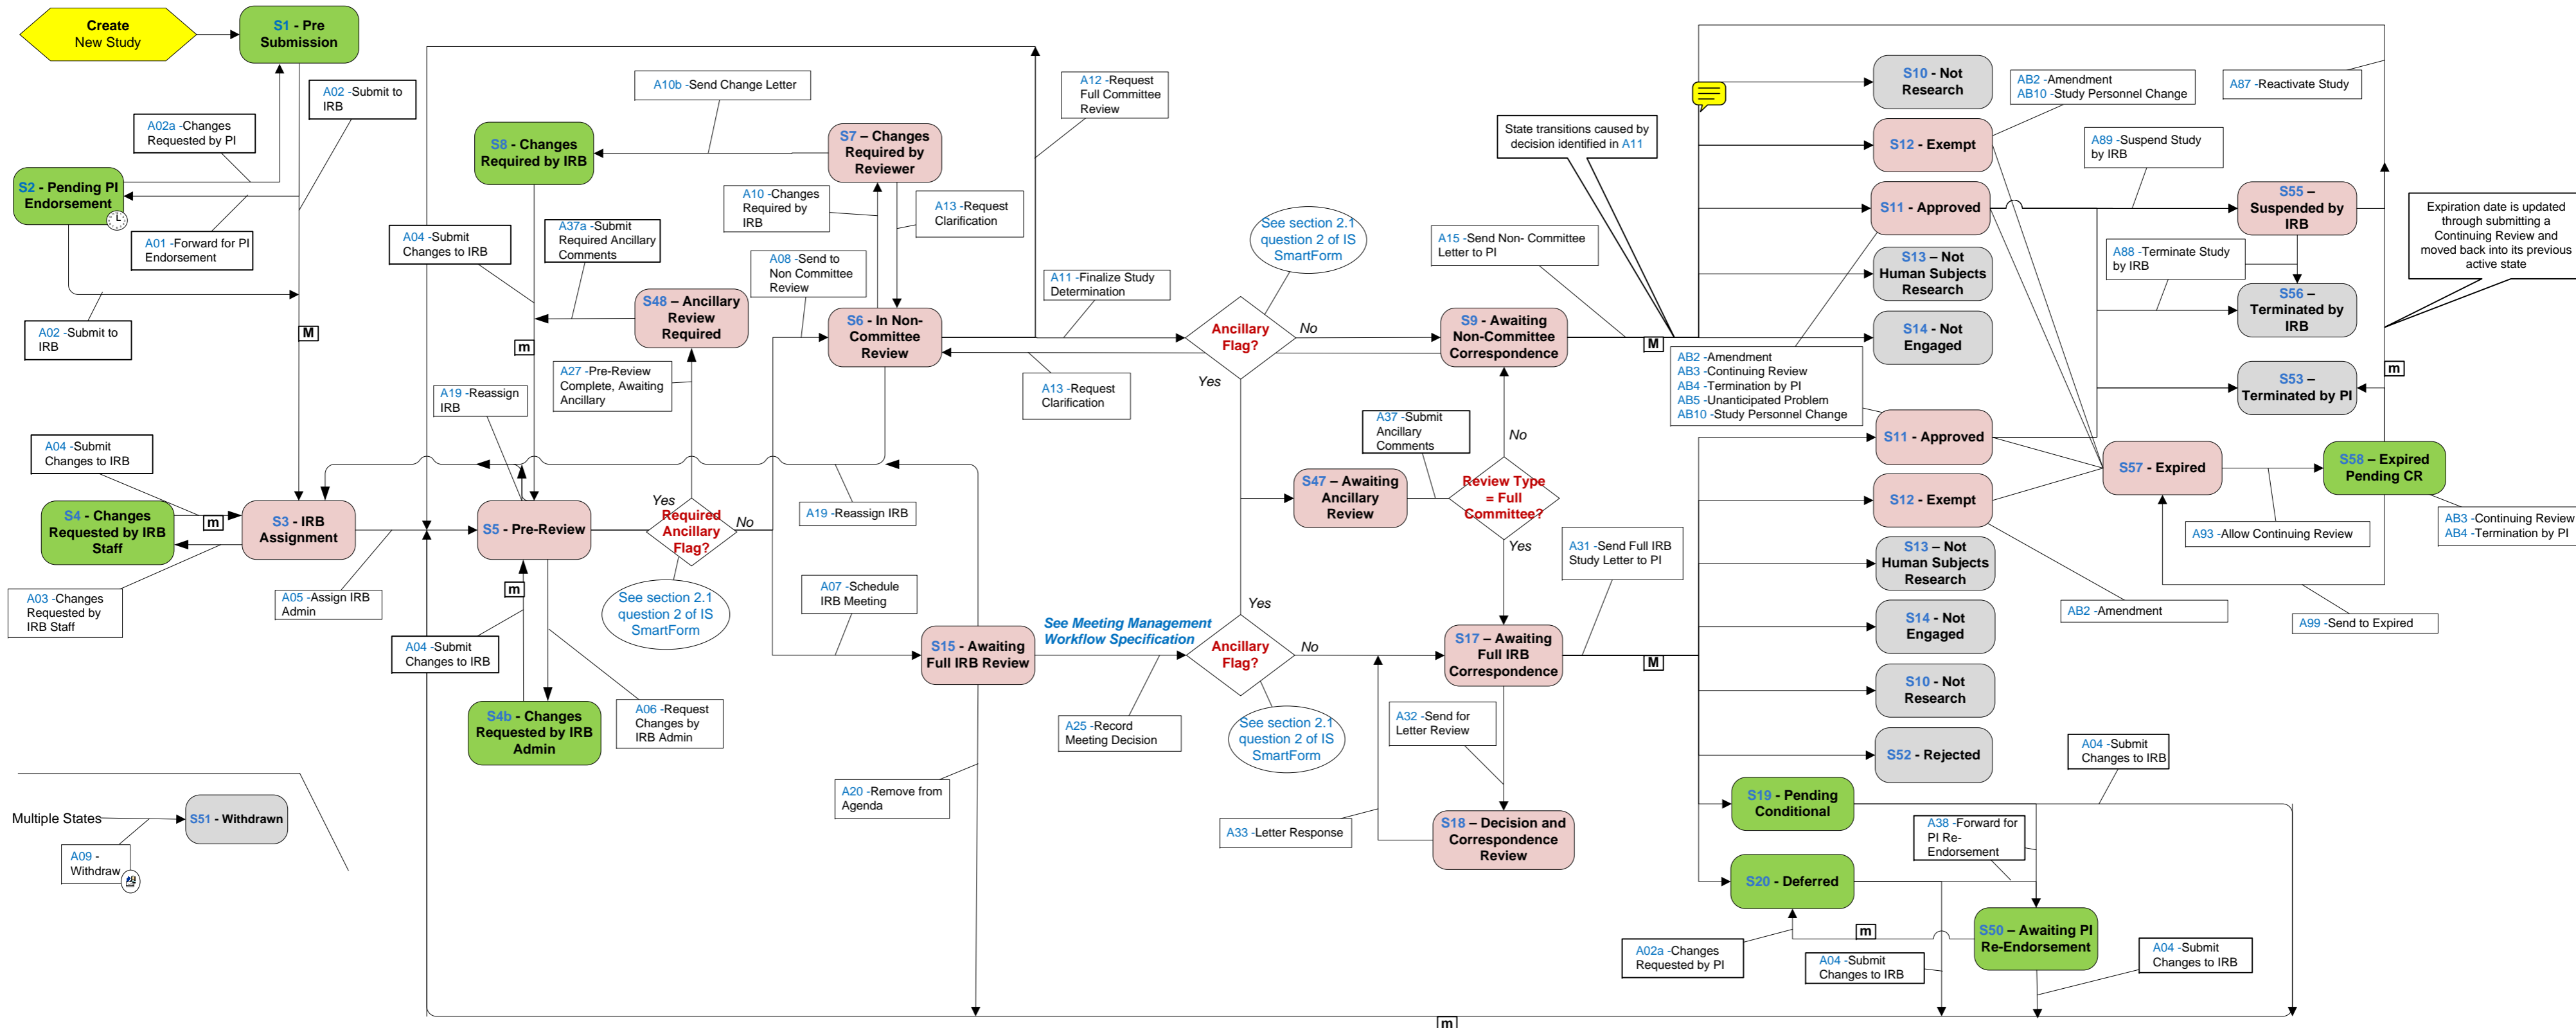 Create
New Study
S1 - Pre
Submission
A02 -Submit to
IRB
A02a -Changes
Requested by PI
S2 - Pending PI
Endorsement
A01 -Forward for PI
Endorsement
A02 -Submit to
IRB
M
A04 -Submit
Changes to IRB
S4 - Changes
Requested by IRB
Staff
m
S3 - IRB
Assignment
A03 -Changes
Requested by
IRB Staff
A05 -Assign IRB
Admin
Multiple States
S51 - Withdrawn
A09 -
Withdraw
A10b -Send Change Letter
A12 -Request
Full Committee
Review
S8 - Changes
Required by IRB
S7 – Changes
Required by
Reviewer
A10 -Changes
Required by
IRB
A13 -Request
Clarification
A04 -Submit
Changes to IRB
A37a -Submit
Required Ancillary
Comments
A08 -Send to
Non Committee
Review
S48 – Ancillary
Review
Required
S6 - In Non-
Committee
Review
m
A27 -Pre-Review
Complete, Awaiting
Ancillary
A19 -Reassign
IRB
A11 -Finalize Study
Determination
A13 -Request
Clarification
S5 - Pre-Review
Yes
Required
Ancillary
Flag?
No
A19 -Reassign IRB
See section 2.1
question 2 of IS
SmartForm
m
A04 -Submit
Changes to IRB
A06 -Request
Changes by
IRB Admin
S4b - Changes
Requested by IRB
Admin
A07 -Schedule
IRB Meeting
S15 - Awaiting
Full IRB Review
See Meeting Management
Workflow Specification
A25 -Record
Meeting Decision
A20 -Remove from
Agenda
See section 2.1
question 2 of IS
SmartForm
Ancillary
Flag?
No
Yes
S9 – Awaiting
Non-Committee
Correspondence
A15 -Send Non- Committee
Letter to PI
State transitions caused by
decision identified in A11
M
A37 -Submit
Ancillary
Comments
No
S47 – Awaiting
Ancillary
Review
Review Type
= Full
Committee?
Yes
Yes
Ancillary
Flag?
No
See section 2.1
question 2 of IS
SmartForm
A31 -Send Full IRB
Study Letter to PI
S17 – Awaiting
Full IRB
Correspondence
M
A32 -Send for
Letter Review
A33 -Letter Response
S18 – Decision and
Correspondence
Review
S10 - Not
Research
AB2 -Amendment
AB10 -Study Personnel Change
S12 - Exempt
S11 - Approved
S13 – Not
Human Subjects
Research
S14 - Not
Engaged
A87 -Reactivate Study
A89 -Suspend Study
by IRB
S55 –
Suspended by
IRB
A88 -Terminate Study
by IRB
S56 –
Terminated by
IRB
Expiration date is updated
through submitting a
Continuing Review and
moved back into its previous
active state
AB2 -Amendment
AB3 -Continuing Review
AB4 -Termination by PI
AB5 -Unanticipated Problem
AB10 -Study Personnel Change
S53 –
Terminated by PI
m
S11 - Approved
S57 - Expired
S58 – Expired
Pending CR
S12 - Exempt
A93 -Allow Continuing Review
AB3 -Continuing Review
AB4 -Termination by PI
S13 – Not
Human Subjects
Research
AB2 -Amendment
A99 -Send to Expired
S14 - Not
Engaged
S10 - Not
Research
S52 - Rejected
A04 -Submit
Changes to IRB
S19 - Pending
Conditional
A38 -Forward for
PI Re-
Endorsement
S20 - Deferred
m
S50 – Awaiting PI
Re-Endorsement
A02a -Changes
Requested by PI
A04 -Submit
Changes to IRB
A04 -Submit
Changes to IRB
m